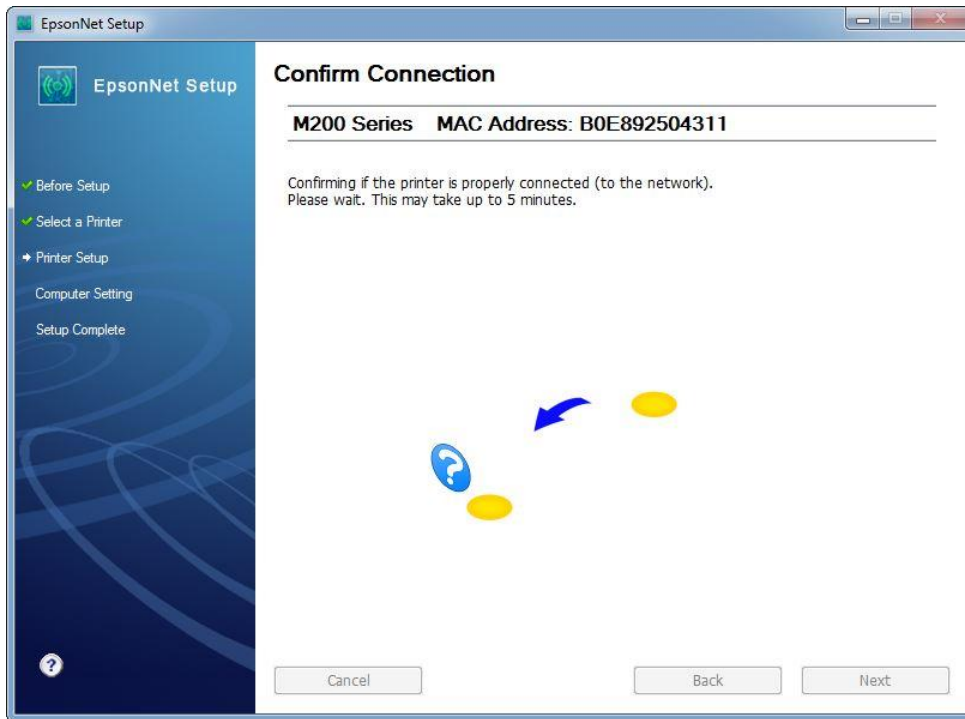 EpsonNet Setup
EpsonNet Setup
Before Setup
Select a Printer
Printer Setup
Computer Setting
Setup Complete
Confirm Connection
M200 Series MAC Address: B0E892504311
Confirming if the printer is properly connected (to the network).
Please wait. This may take up to 5 minutes.
?
?
Cancel Back Next